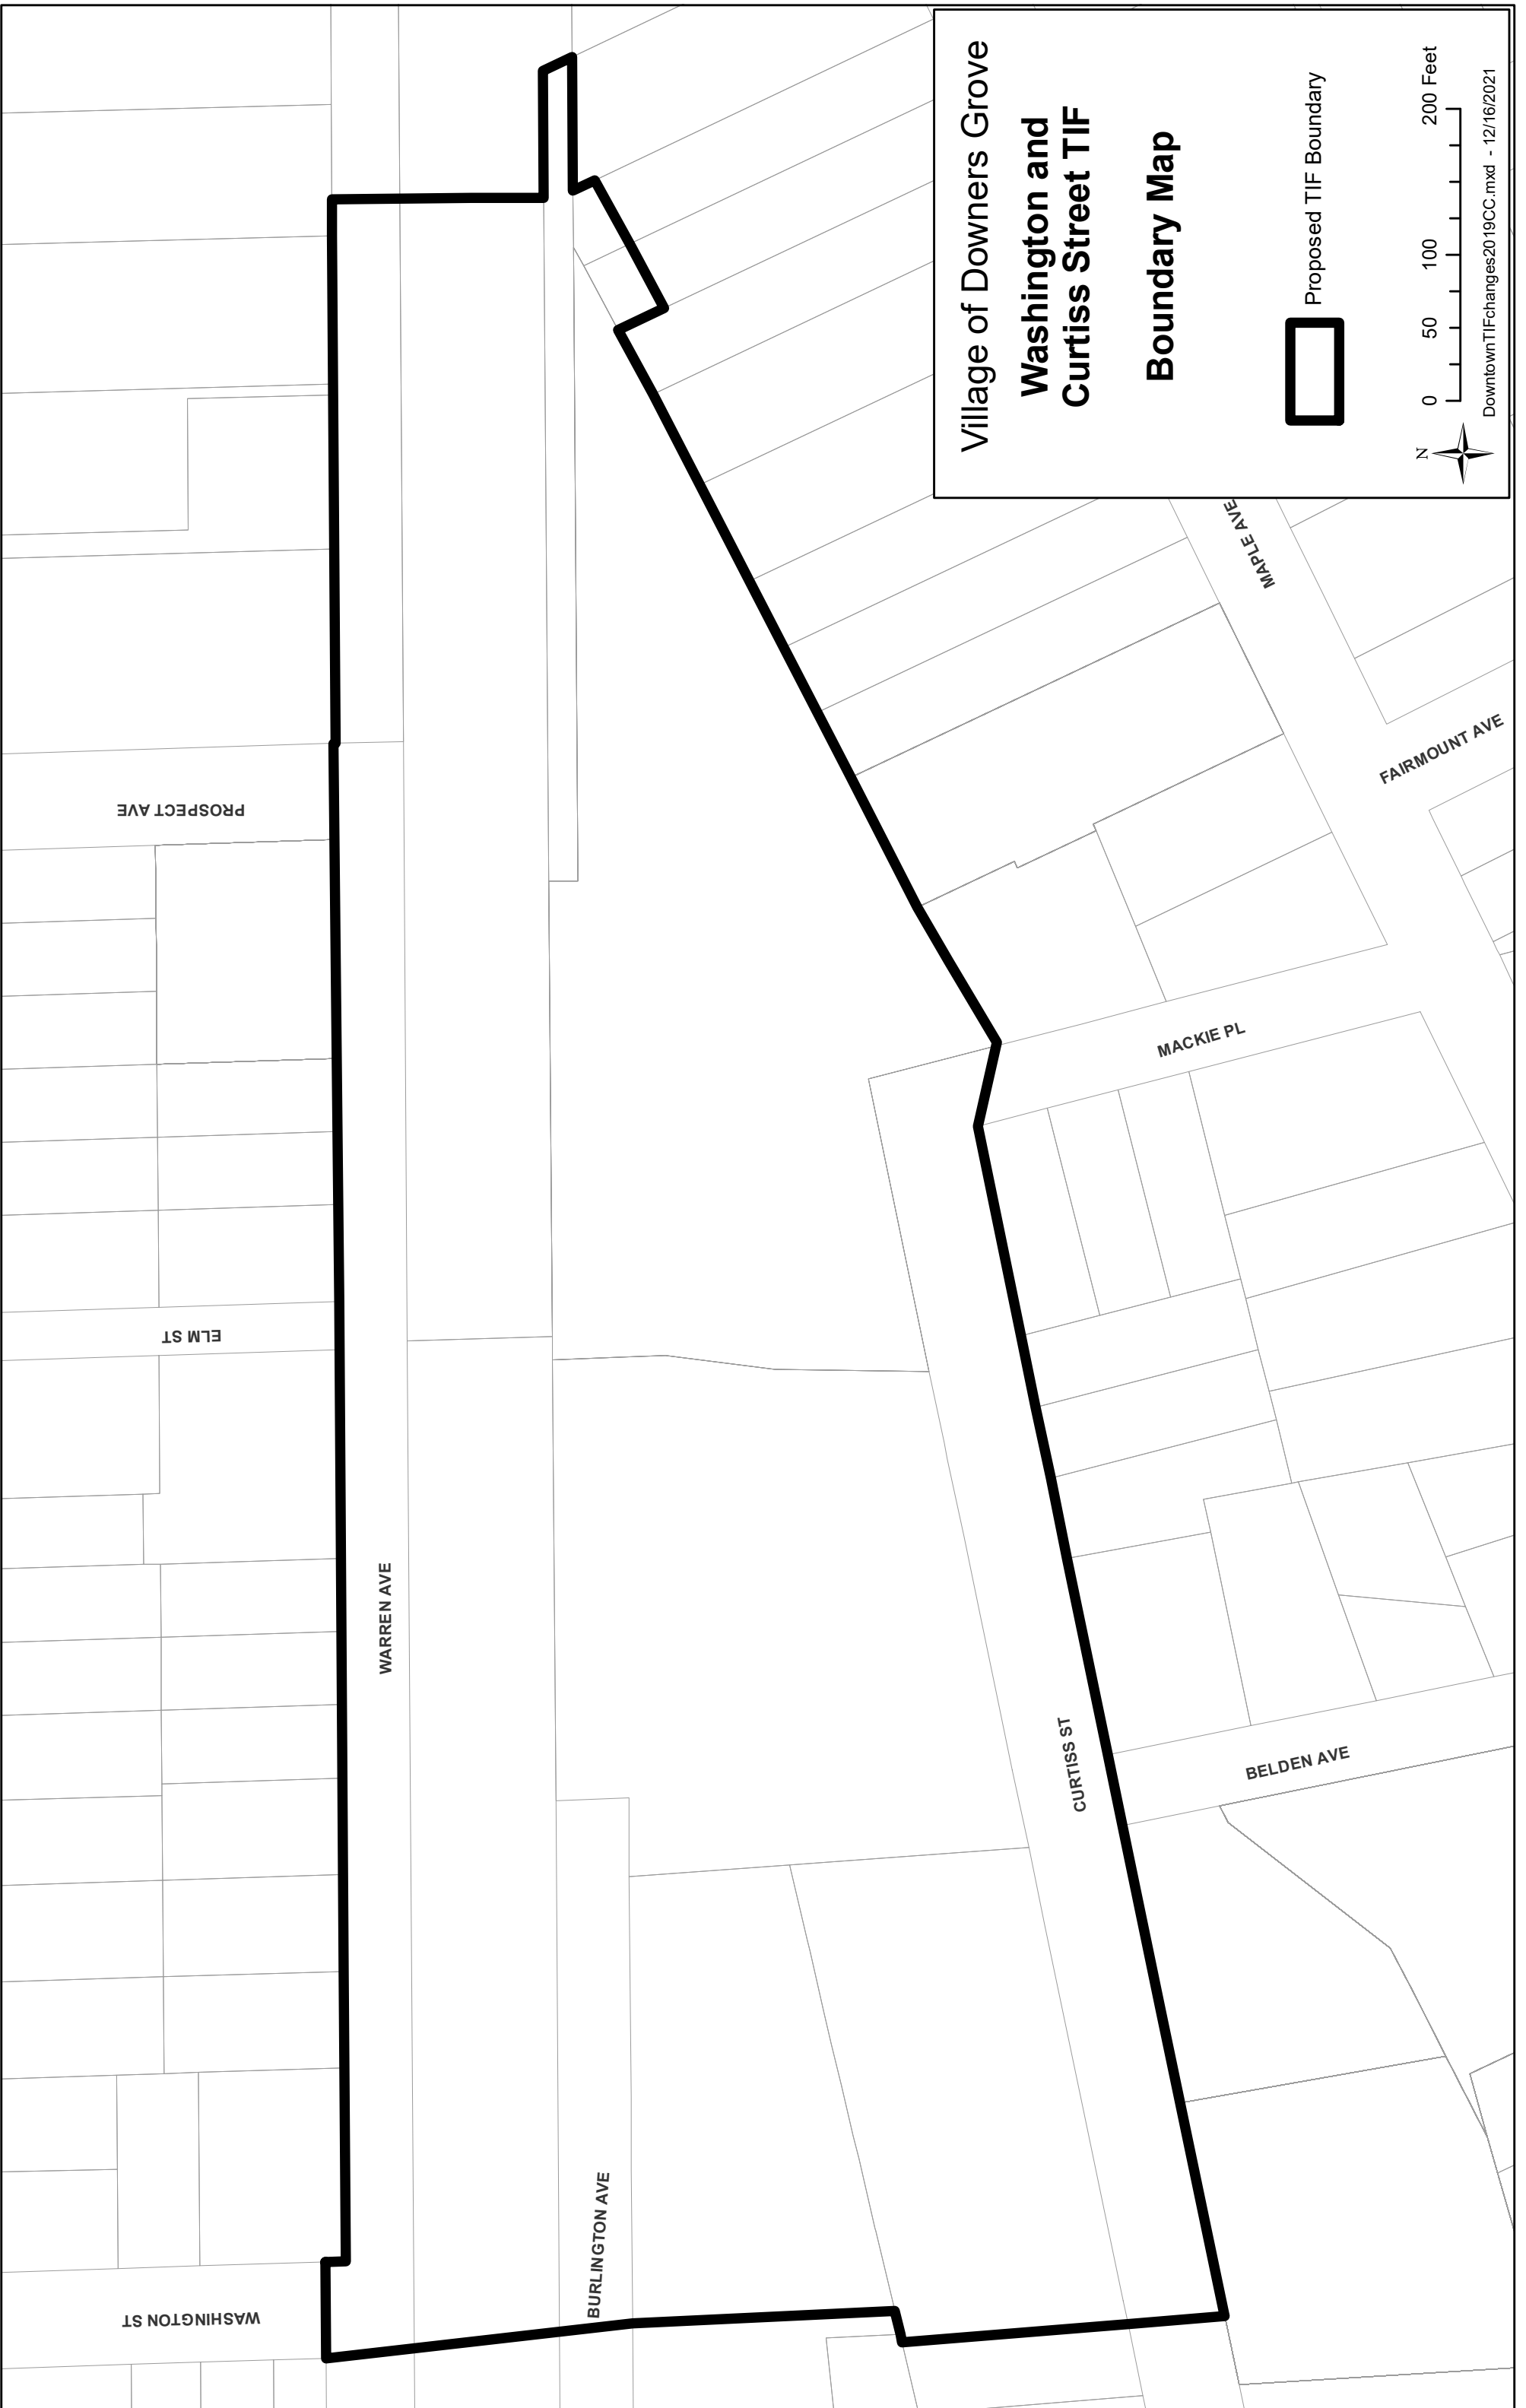 PROSPECT AVE
ELM ST
WASHINGTON ST
WARREN AVE
BURLINGTON AVE
CURTISS ST
MACKIE PL
BELDEN AVE
MAPLE AVE
FAIRMOUNT AVE
Village of Downers Grove
Washington and
Curtiss Street TIF
Boundary Map
Proposed TIF Boundary
N
0 50 100 200 Feet
DowntownTIFchanges2019CC.mxd - 12/16/2021